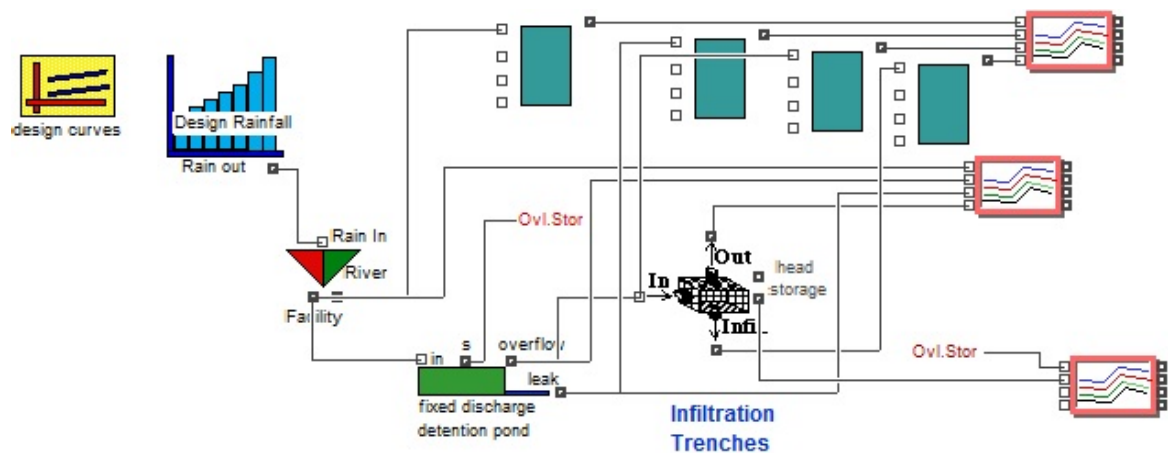 design curves
Design Rainfall
Rain out
Rain In
River
Facility
Ovl.Stor
s
overflow
in
leak
fixed discharge
detention pond
Out
In
head
storage
Infi
Ovl.Stor
Infiltration
Trenches